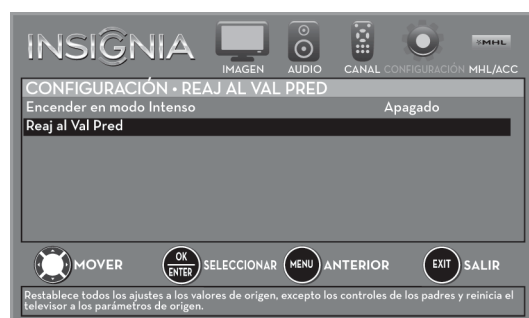 INSIGNIA
IMAGEN AUDIO CANAL CONFIGURACIÓN MHL/ACC
MHL
CONFIGURACIÓN • REAJ AL VAL PRED
Encender en modo Intenso Apagado
Reaj al Val Pred
MOVER OK ENTER SELECCIONAR MENU ANTERIOR EXIT SALIR
Restablece todos los ajustes a los valores de origen, excepto los controles de los padres y reinicia el
televisor a los parámetros de origen.